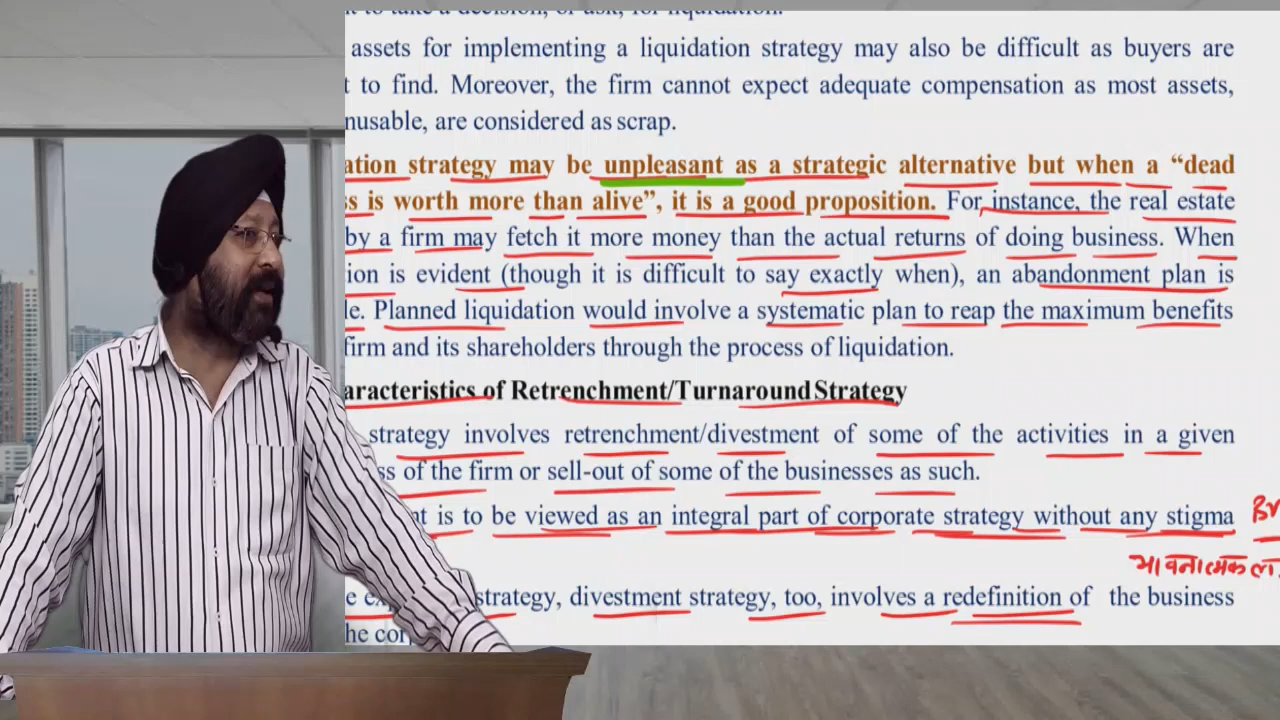 assets for implementing a liquidation strategy may also be difficult as buyers are
t to find. Moreover, the firm cannot expect adequate compensation as most assets,
nusable, are considered as scrap.
ation strategy may be unpleasant as a strategic alternative but when a “dead
ss is worth more than alive”, it is a good proposition. For instance, the real estate
by a firm may fetch it more money than the actual returns of doing business. When
ion is evident (though it is difficult to say exactly when), an abandonment plan is
le. Planned liquidation would involve a systematic plan to reap the maximum benefits
firm and its shareholders through the process of liquidation.
aracteristics of Retrenchment/Turnaround Strategy
strategy involves retrenchment/divestment of some of the activities in a given
ss of the firm or sell-out of some of the businesses as such.
t is to be viewed as an integral part of corporate strategy without any stigma
strategy, divestment strategy, too, involves a redefinition of the business
he